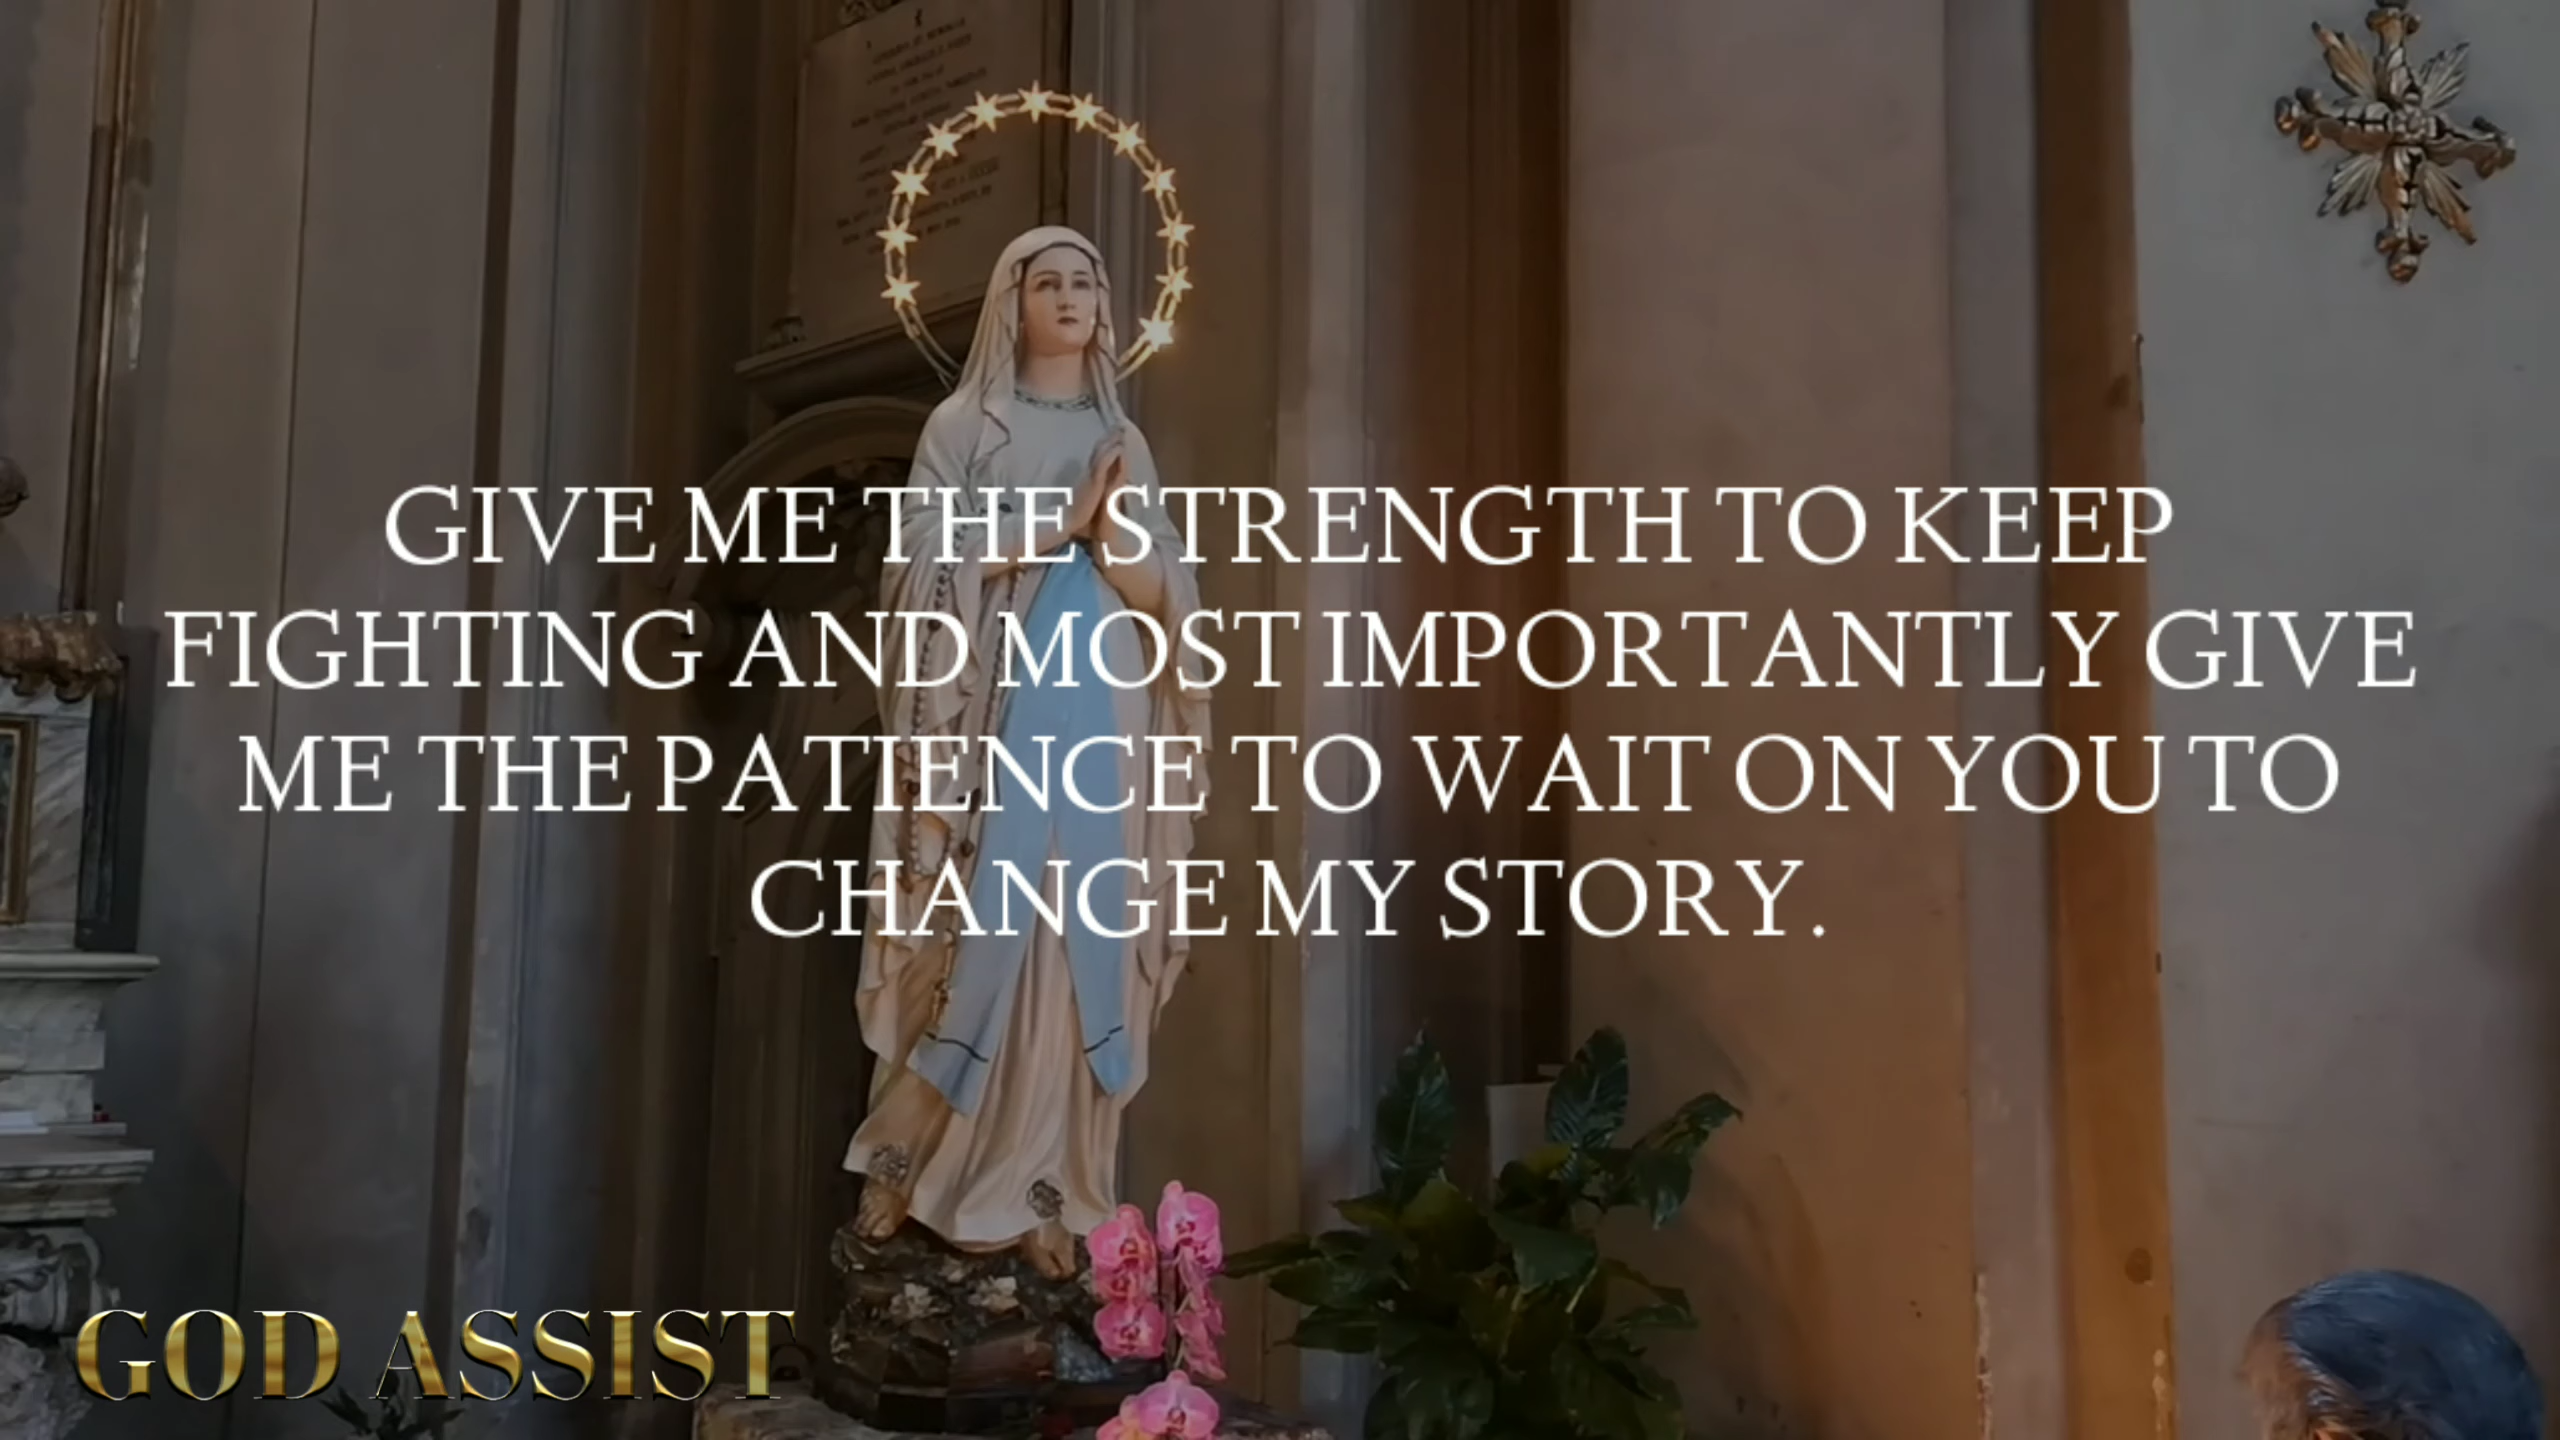 GIVE ME THE STRENGTH TO KEEP
FIGHTING AND MOST IMPORTANTLY GIVE
ME THE PATIENCE TO WAIT ON YOU TO
CHANGE MY STORY.
GOD ASSIST